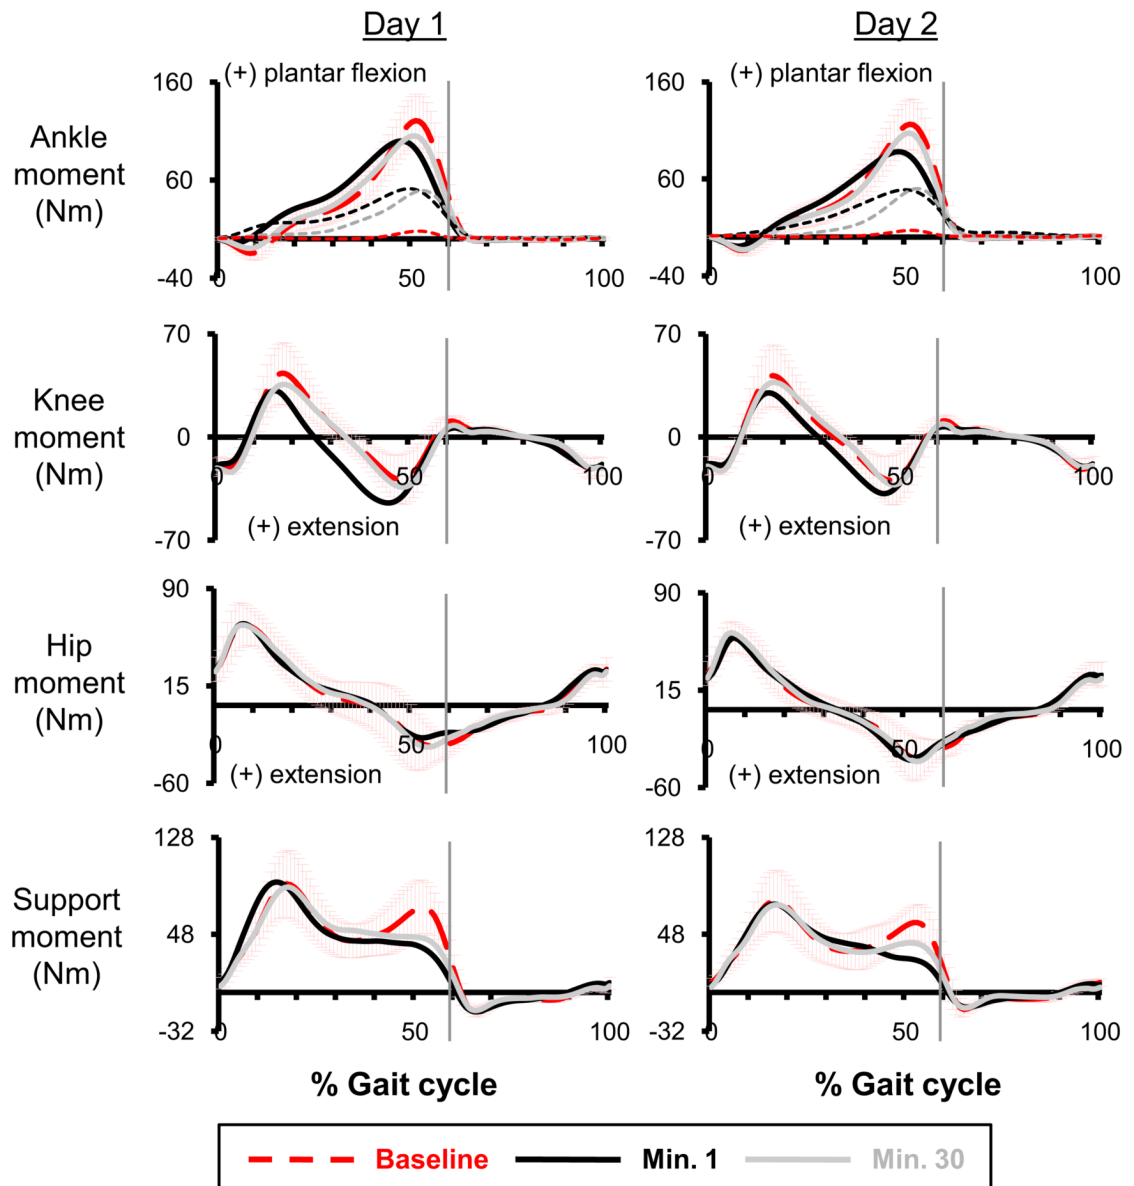 Day 1
Day 2
Ankle
moment
(Nm)
160
60
-40
(+) plantar flexion
0
50
100
160
60
-40
(+) plantar flexion
0
50
100
Knee
moment
(Nm)
70
0
-70
(+) extension
0
50
100
70
0
-70
(+) extension
0
50
100
Hip
moment
(Nm)
90
15
-60
(+) extension
0
50
100
90
15
-60
(+) extension
0
50
100
Support
moment
(Nm)
128
48
-32
0
50
100
128
48
-32
0
50
100
% Gait cycle
% Gait cycle
Baseline
Min. 1
Min. 30